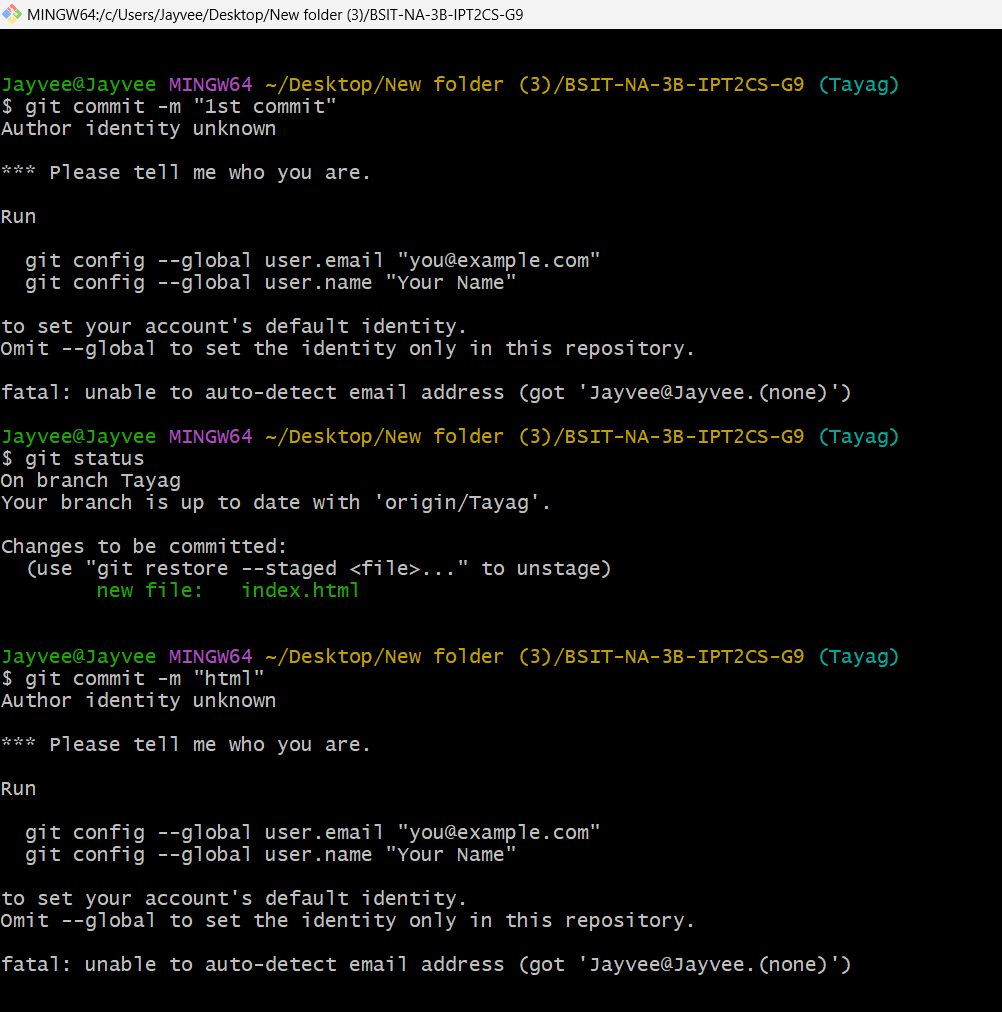 MINGW64:/c/Users/Jayvee/Desktop/New folder (3)/BSIT-NA-3B-IPT2CS-G9
Jayvee@Jayvee MINGW64 ~/Desktop/New folder (3)/BSIT-NA-3B-IPT2CS-G9 (Tayag)
$ git commit -m "1st commit"
Author identity unknown
*** Please tell me who you are.
Run
  git config --global user.email "you@example.com"
  git config --global user.name "Your Name"
to set your account's default identity.
Omit --global to set the identity only in this repository.
fatal: unable to auto-detect email address (got 'Jayvee@Jayvee.(none)')
Jayvee@Jayvee MINGW64 ~/Desktop/New folder (3)/BSIT-NA-3B-IPT2CS-G9 (Tayag)
$ git status
On branch Tayag
Your branch is up to date with 'origin/Tayag'.
Changes to be committed:
  (use "git restore --staged <file>..." to unstage)
        new file:   index.html
Jayvee@Jayvee MINGW64 ~/Desktop/New folder (3)/BSIT-NA-3B-IPT2CS-G9 (Tayag)
$ git commit -m "html"
Author identity unknown
*** Please tell me who you are.
Run
  git config --global user.email "you@example.com"
  git config --global user.name "Your Name"
to set your account's default identity.
Omit --global to set the identity only in this repository.
fatal: unable to auto-detect email address (got 'Jayvee@Jayvee.(none)')